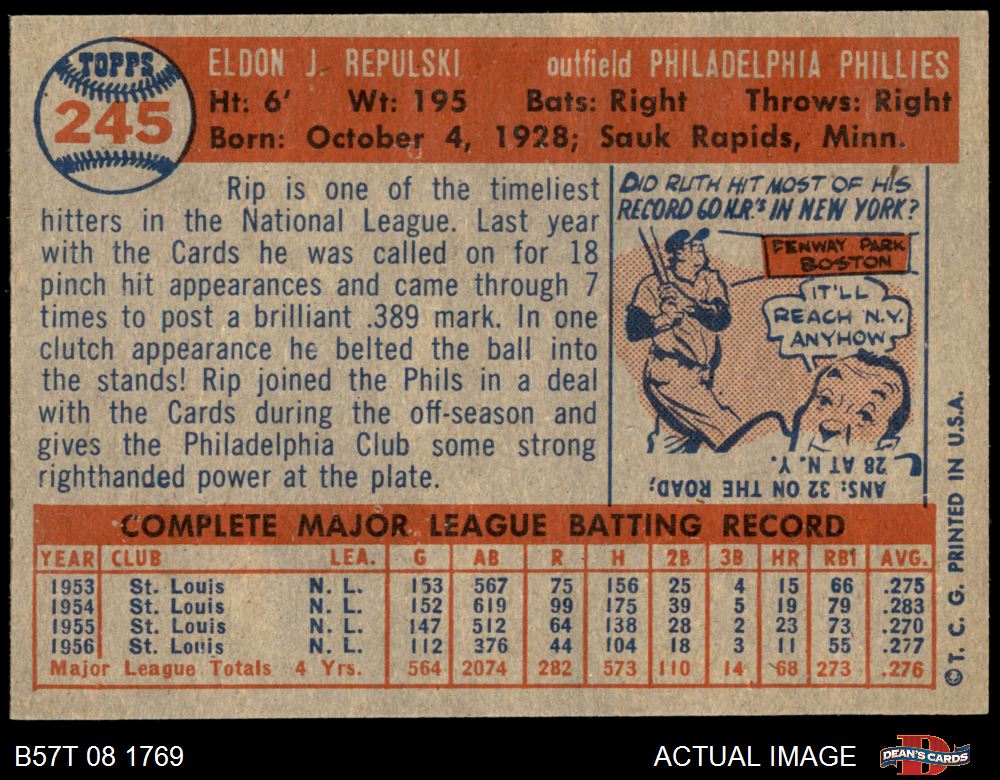 TOPPS
245
ELDON J. REPULSKI outfield PHILADELPHIA PHILLIES
Ht: 6' Wt: 195 Bats: Right Throws: Right
Born: October 4, 1928; Sauk Rapids, Minn.
Rip is one of the timeliest
hitters in the National League. Last year
with the Cards he was called on for 18
pinch hit appearances and came through 7
times to post a brilliant .389 mark. In one
clutch appearance he belted the ball into
the stands! Rip joined the Phils in a deal
with the Cards during the off-season and
gives the Philadelphia Club some strong
righthanded power at the plate.
DID RUTH HIT MOST OF HIS
RECORD 60 H.R.'S IN NEW YORK?
FENWAY PARK
BOSTON
IT'LL
REACH N.Y.
ANYHOW
ANS: 32 ON THE ROAD;
28 AT N.Y.
COMPLETE MAJOR LEAGUE BATTING RECORD
YEAR CLUB LEA. G AB R H 2B 3B HR RBI AVG.
1953 St. Louis N. L. 153 567 75 156 25 4 15 66 .275
1954 St. Louis N. L. 152 619 99 175 39 5 19 79 .283
1955 St. Louis N. L. 147 512 64 138 28 2 23 73 .270
1956 St. Louis N. L. 112 376 44 104 18 3 11 55 .277
Major League Totals 4 Yrs. 564 2074 282 573 110 14 68 273 .276
©T. C. G. PRINTED IN U.S.A.
B57T 08 1769 ACTUAL IMAGE DEAN'S CARDS